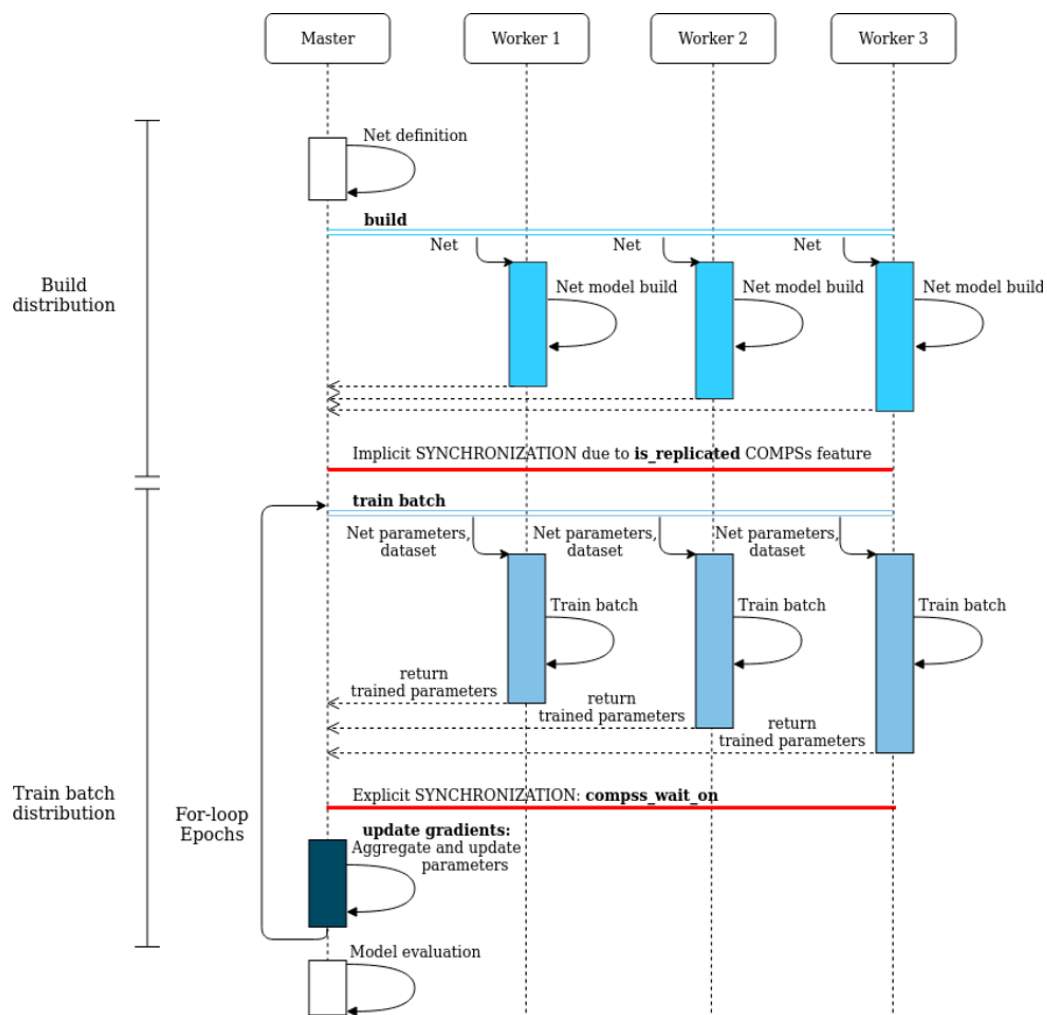 Master
Worker 1
Worker 2
Worker 3
Net definition
build
Net
Net
Net
Build
distribution
Net model build
Net model build
Net model build
Implicit SYNCHRONIZATION due to is_replicated COMPSs feature
train batch
Net parameters,
dataset
Net parameters,
dataset
Net parameters,
dataset
Train batch
Train batch
Train batch
return
trained parameters
return
trained parameters
return
trained parameters
Train batch
distribution
For-loop
Epochs
Explicit SYNCHRONIZATION: compss_wait_on
update gradients:
Aggregate and update
parameters
Model evaluation